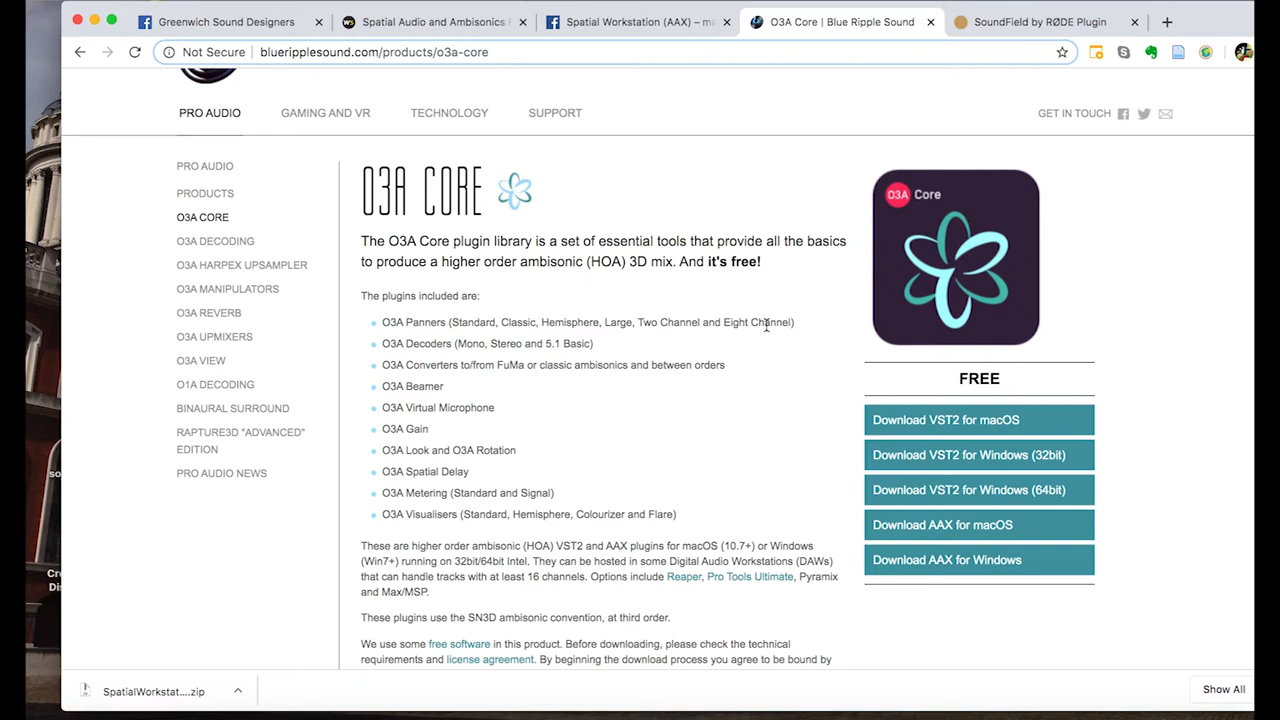 Greenwich Sound Designers
Spatial Audio and Ambisonics
Spatial Workstation (AAX) – ma
O3A Core | Blue Ripple Sound
SoundField by RØDE Plugin
Not Secure | blueripplesound.com/products/o3a-core
PRO AUDIO GAMING AND VR TECHNOLOGY SUPPORT GET IN TOUCH
PRO AUDIO
PRODUCTS
O3A CORE
O3A DECODING
O3A HARPEX UPSAMPLER
O3A MANIPULATORS
O3A REVERB
O3A UPMIXERS
O3A VIEW
O1A DECODING
BINAURAL SURROUND
RAPTURE3D "ADVANCED"
EDITION
PRO AUDIO NEWS
O3A CORE
The O3A Core plugin library is a set of essential tools that provide all the basics
to produce a higher order ambisonic (HOA) 3D mix. And it's free!
The plugins included are:
O3A Panners (Standard, Classic, Hemisphere, Large, Two Channel and Eight Channel)
O3A Decoders (Mono, Stereo and 5.1 Basic)
O3A Converters to/from FuMa or classic ambisonics and between orders
O3A Beamer
O3A Virtual Microphone
O3A Gain
O3A Look and O3A Rotation
O3A Spatial Delay
O3A Metering (Standard and Signal)
O3A Visualisers (Standard, Hemisphere, Colourizer and Flare)
These are higher order ambisonic (HOA) VST2 and AAX plugins for macOS (10.7+) or Windows
(Win7+) running on 32bit/64bit Intel. They can be hosted in some Digital Audio Workstations (DAWs)
that can handle tracks with at least 16 channels. Options include Reaper, Pro Tools Ultimate, Pyramix
and Max/MSP.
These plugins use the SN3D ambisonic convention, at third order.
We use some free software in this product. Before downloading, please check the technical
requirements and license agreement. By beginning the download process you agree to be bound by
O3A Core
FREE
Download VST2 for macOS
Download VST2 for Windows (32bit)
Download VST2 for Windows (64bit)
Download AAX for macOS
Download AAX for Windows
so
Cre
Dis
SpatialWorkstat....zip
Show All